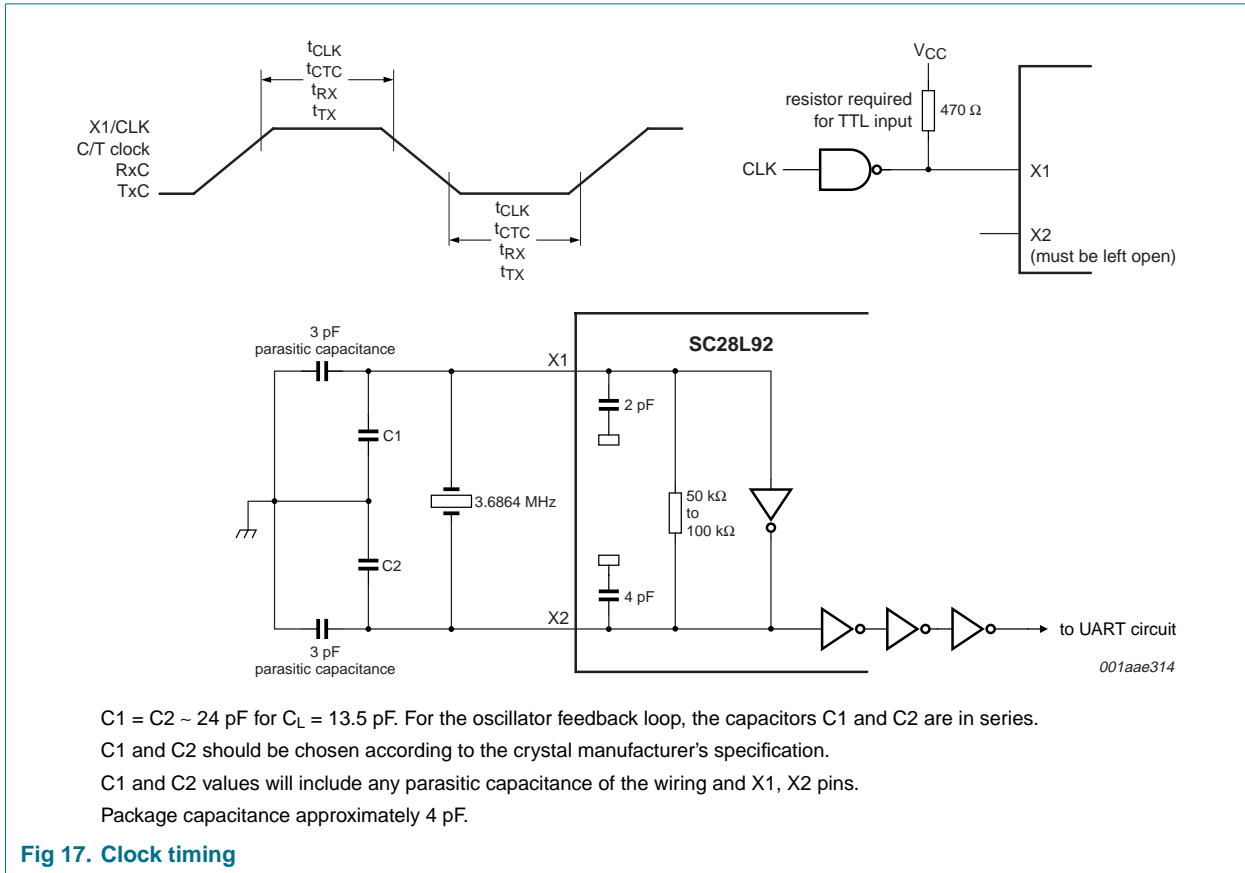 tCLK
tCTC
tRX
tTX
X1/CLK
C/T clock
RxC
TxC
tCLK
tCTC
tRX
tTX
VCC
resistor required
for TTL input
470 Ω
CLK
X1
X2
(must be left open)
3 pF
parasitic capacitance
X1
SC28L92
2 pF
C1
3.6864 MHz
50 kΩ
to
100 kΩ
C2
4 pF
X2
3 pF
parasitic capacitance
to UART circuit
001aae314
C1 = C2 ~ 24 pF for CL = 13.5 pF. For the oscillator feedback loop, the capacitors C1 and C2 are in series.
C1 and C2 should be chosen according to the crystal manufacturer's specification.
C1 and C2 values will include any parasitic capacitance of the wiring and X1, X2 pins.
Package capacitance approximately 4 pF.
Fig 17. Clock timing